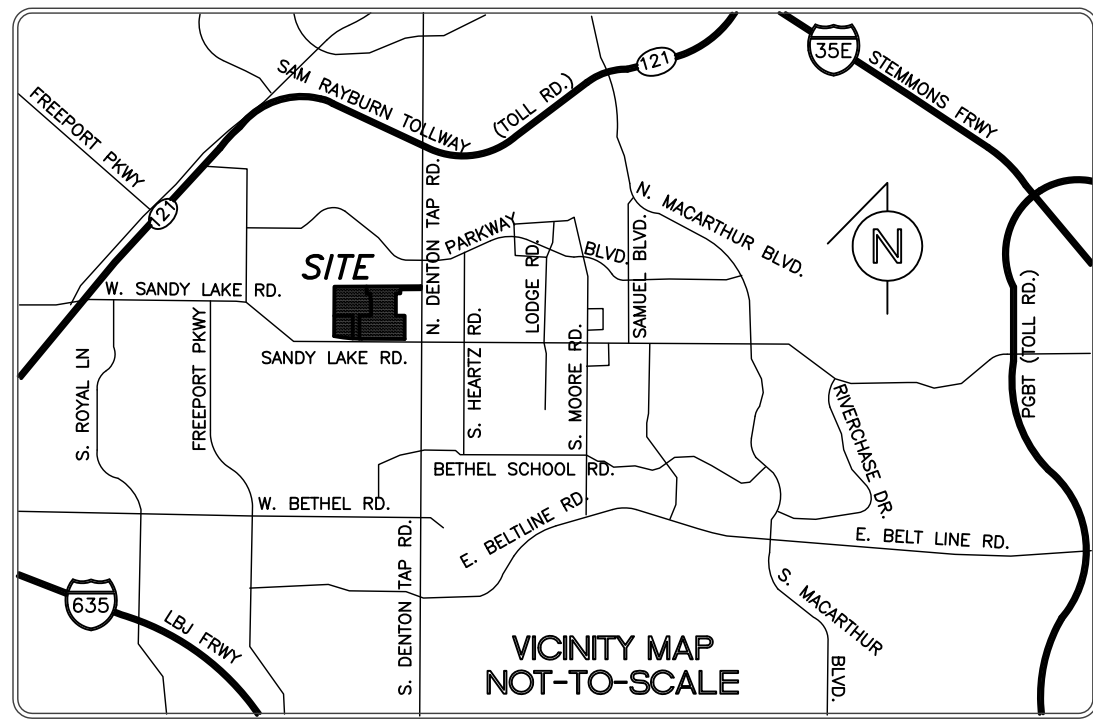 35E
STEMMONS FRWY
121
SAM RAYBURN TOLLWAY
(TOLL RD.)
FREEPORT PKWY
121
N. DENTON TAP RD.
PARKWAY
BLVD.
N. MACARTHUR BLVD.
SAMUEL BLVD.
LODGE RD.
N
SITE
W. SANDY LAKE RD.
SANDY LAKE RD.
S. HEARTZ RD.
S. MOORE RD.
PGBT (TOLL RD.)
S. ROYAL LN
FREEPORT PKWY
RIVERCHASE DR.
BETHEL SCHOOL RD.
W. BETHEL RD.
E. BELTLINE RD.
E. BELT LINE RD.
S. DENTON TAP RD.
635
LBJ FRWY
S. MACARTHUR
BLVD.
VICINITY MAP
NOT-TO-SCALE